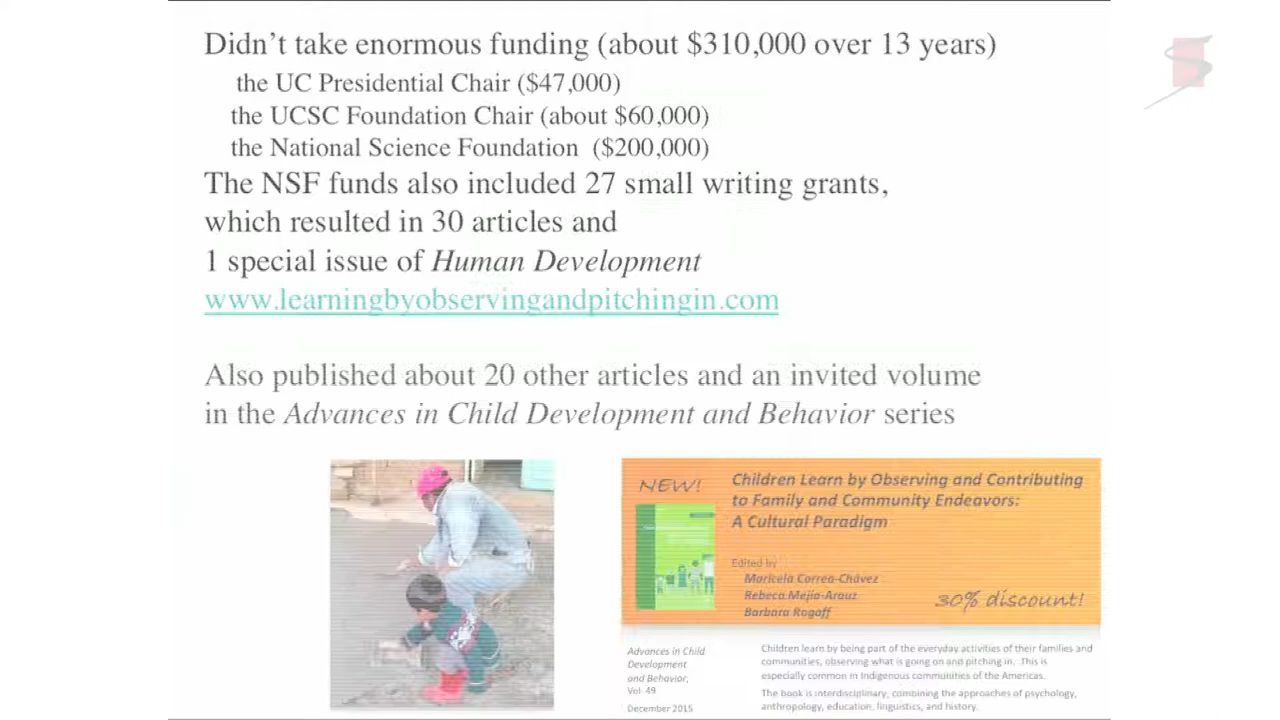 Didn't take enormous funding (about $310,000 over 13 years)
the UC Presidential Chair ($47,000)
the UCSC Foundation Chair (about $60,000)
the National Science Foundation ($200,000)
The NSF funds also included 27 small writing grants,
which resulted in 30 articles and
1 special issue of Human Development
www.learningbyobservingandpitchingin.com
Also published about 20 other articles and an invited volume
in the Advances in Child Development and Behavior series
NEW!
Children Learn by Observing and Contributing
to Family and Community Endeavors:
A Cultural Paradigm
Edited by
Maricela Correa-Chávez
Rebeca Mejía-Arauz
Barbara Rogoff
30% discount!
Advances in Child
Development
and Behavior,
Vol. 49
December 2015
Children learn by being part of the everyday activities of their families and
communities, observing what is going on and pitching in. This is
especially common in Indigenous communities of the Americas.
The book is interdisciplinary, combining the approaches of psychology,
anthropology, education, linguistics, and history.